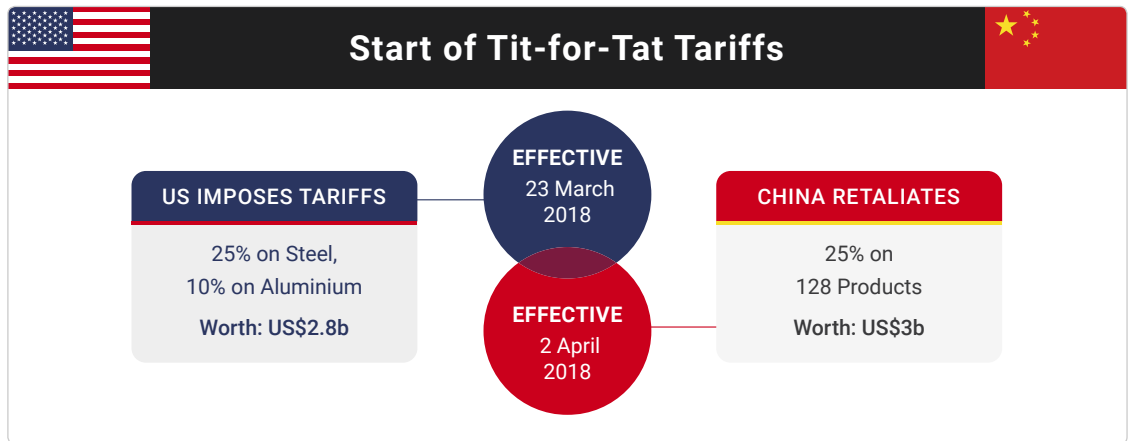 Start of Tit-for-Tat Tariffs
US IMPOSES TARIFFS
25% on Steel,
10% on Aluminium
Worth: US$2.8b
EFFECTIVE
23 March
2018
EFFECTIVE
2 April
2018
CHINA RETALIATES
25% on
128 Products
Worth: US$3b